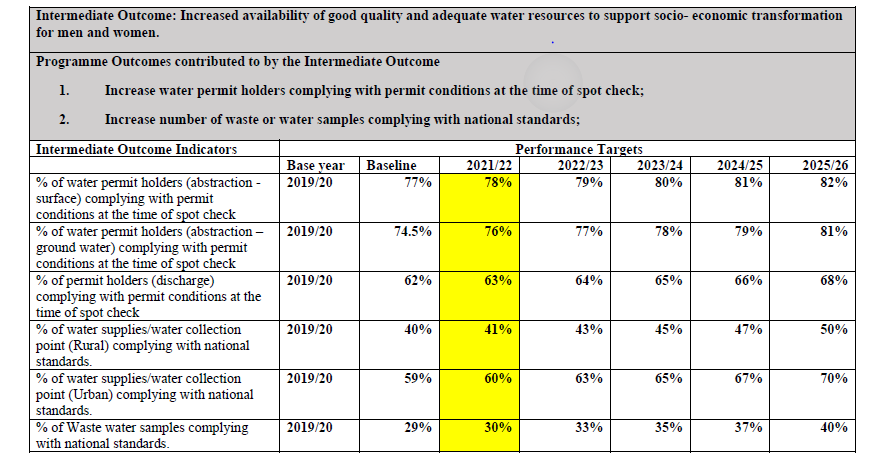 Intermediate Outcome: Increased availability of good quality and adequate water resources to support socio- economic transformation
for men and women.
Programme Outcomes contributed to by the Intermediate Outcome
1. Increase water permit holders complying with permit conditions at the time of spot check;
2. Increase number of waste or water samples complying with national standards;
Intermediate Outcome Indicators Performance Targets
Base year Baseline 2021/22 2022/23 2023/24 2024/25 2025/26
% of water permit holders (abstraction - 2019/20 77% 78% 79% 80% 81% 82%
surface) complying with permit
conditions at the time of spot check
% of water permit holders (abstraction – 2019/20 74.5% 76% 77% 78% 79% 81%
ground water) complying with permit
conditions at the time of spot check
% of permit holders (discharge) 2019/20 62% 63% 64% 65% 66% 68%
complying with permit conditions at the
time of spot check
% of water supplies/water collection 2019/20 40% 41% 43% 45% 47% 50%
point (Rural) complying with national
standards.
% of water supplies/water collection 2019/20 59% 60% 63% 65% 67% 70%
point (Urban) complying with national
standards.
% of Waste water samples complying 2019/20 29% 30% 33% 35% 37% 40%
with national standards.